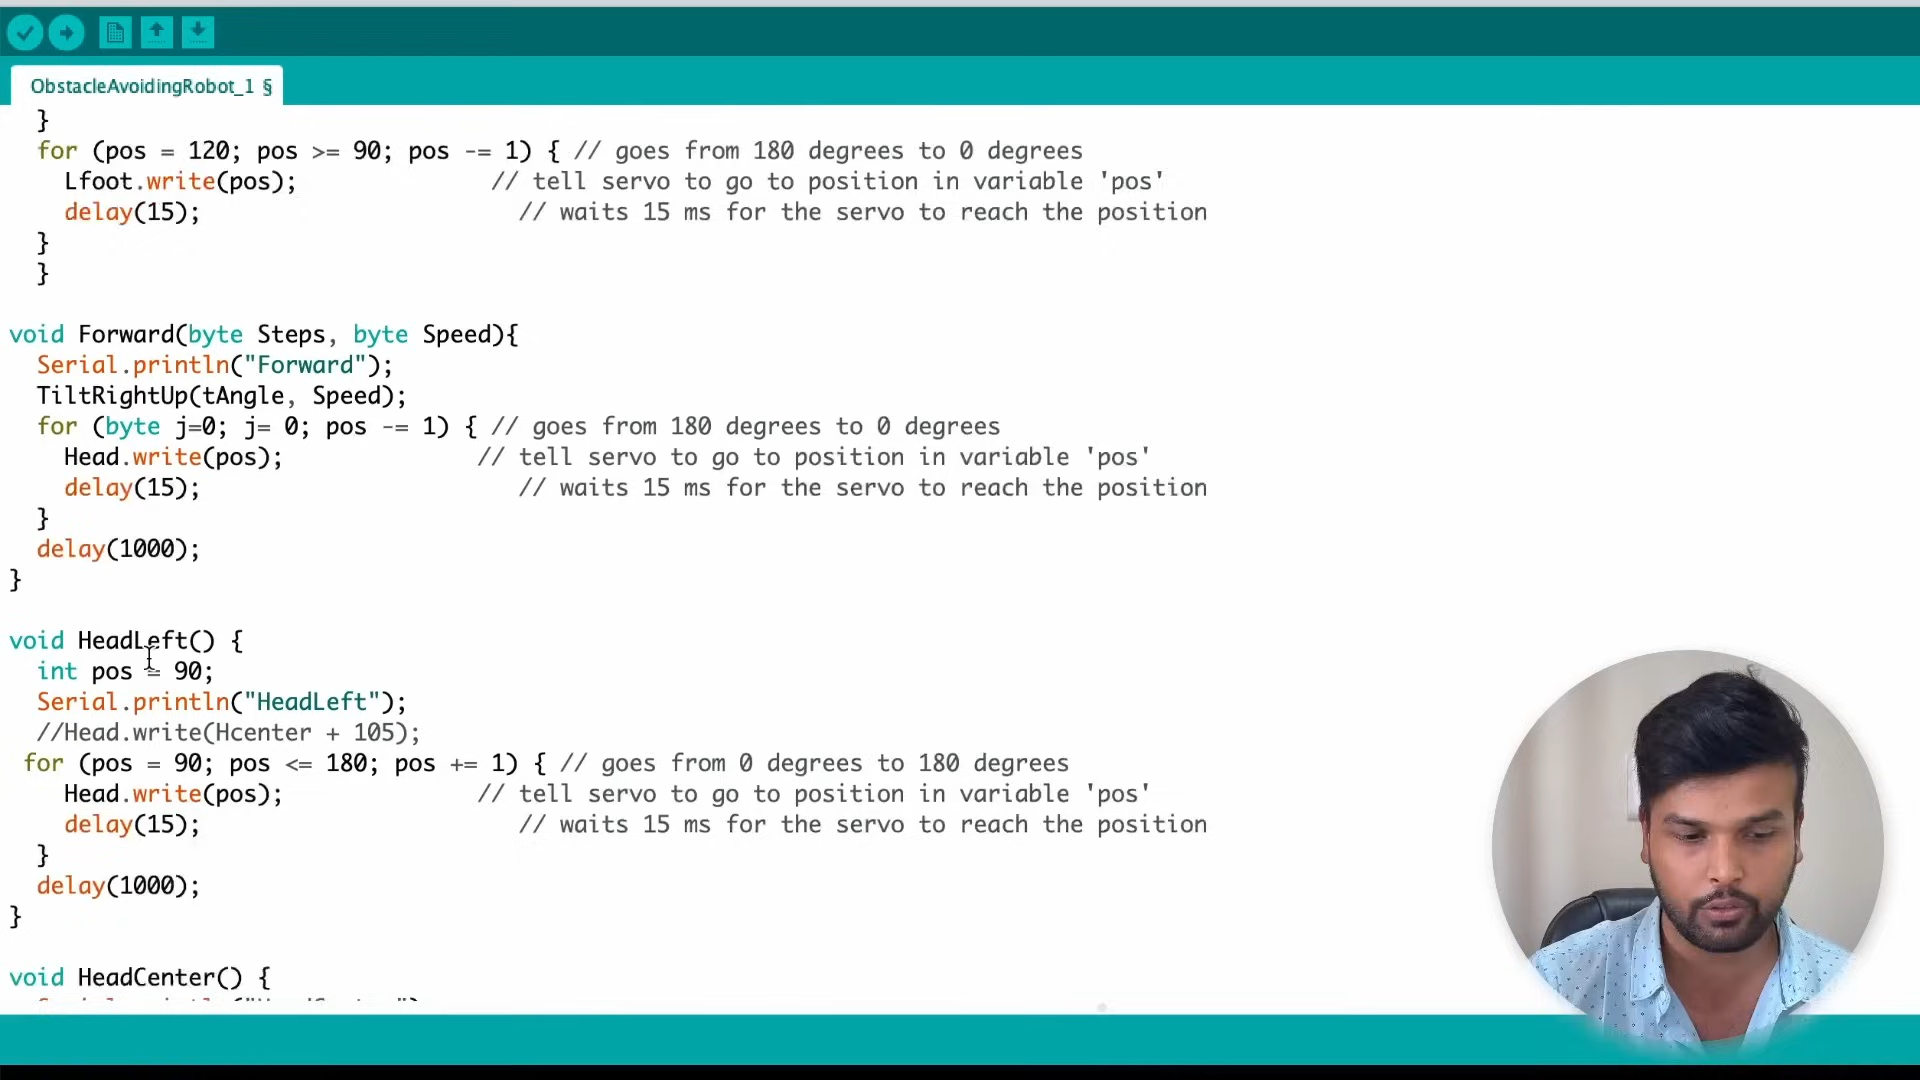 ObstacleAvoidingRobot_1 §
}
for (pos = 120; pos >= 90; pos -= 1) { // goes from 180 degrees to 0 degrees
Lfoot.write(pos); // tell servo to go to position in variable 'pos'
delay(15); // waits 15 ms for the servo to reach the position
}
}
void Forward(byte Steps, byte Speed){
Serial.println("Forward");
TiltRightUp(tAngle, Speed);
for (byte j=0; j= 0; pos -= 1) { // goes from 180 degrees to 0 degrees
Head.write(pos); // tell servo to go to position in variable 'pos'
delay(15); // waits 15 ms for the servo to reach the position
}
delay(1000);
}
void HeadLeft() {
int pos = 90;
Serial.println("HeadLeft");
//Head.write(Hcenter + 105);
for (pos = 90; pos <= 180; pos += 1) { // goes from 0 degrees to 180 degrees
Head.write(pos); // tell servo to go to position in variable 'pos'
delay(15); // waits 15 ms for the servo to reach the position
}
delay(1000);
}
void HeadCenter() {